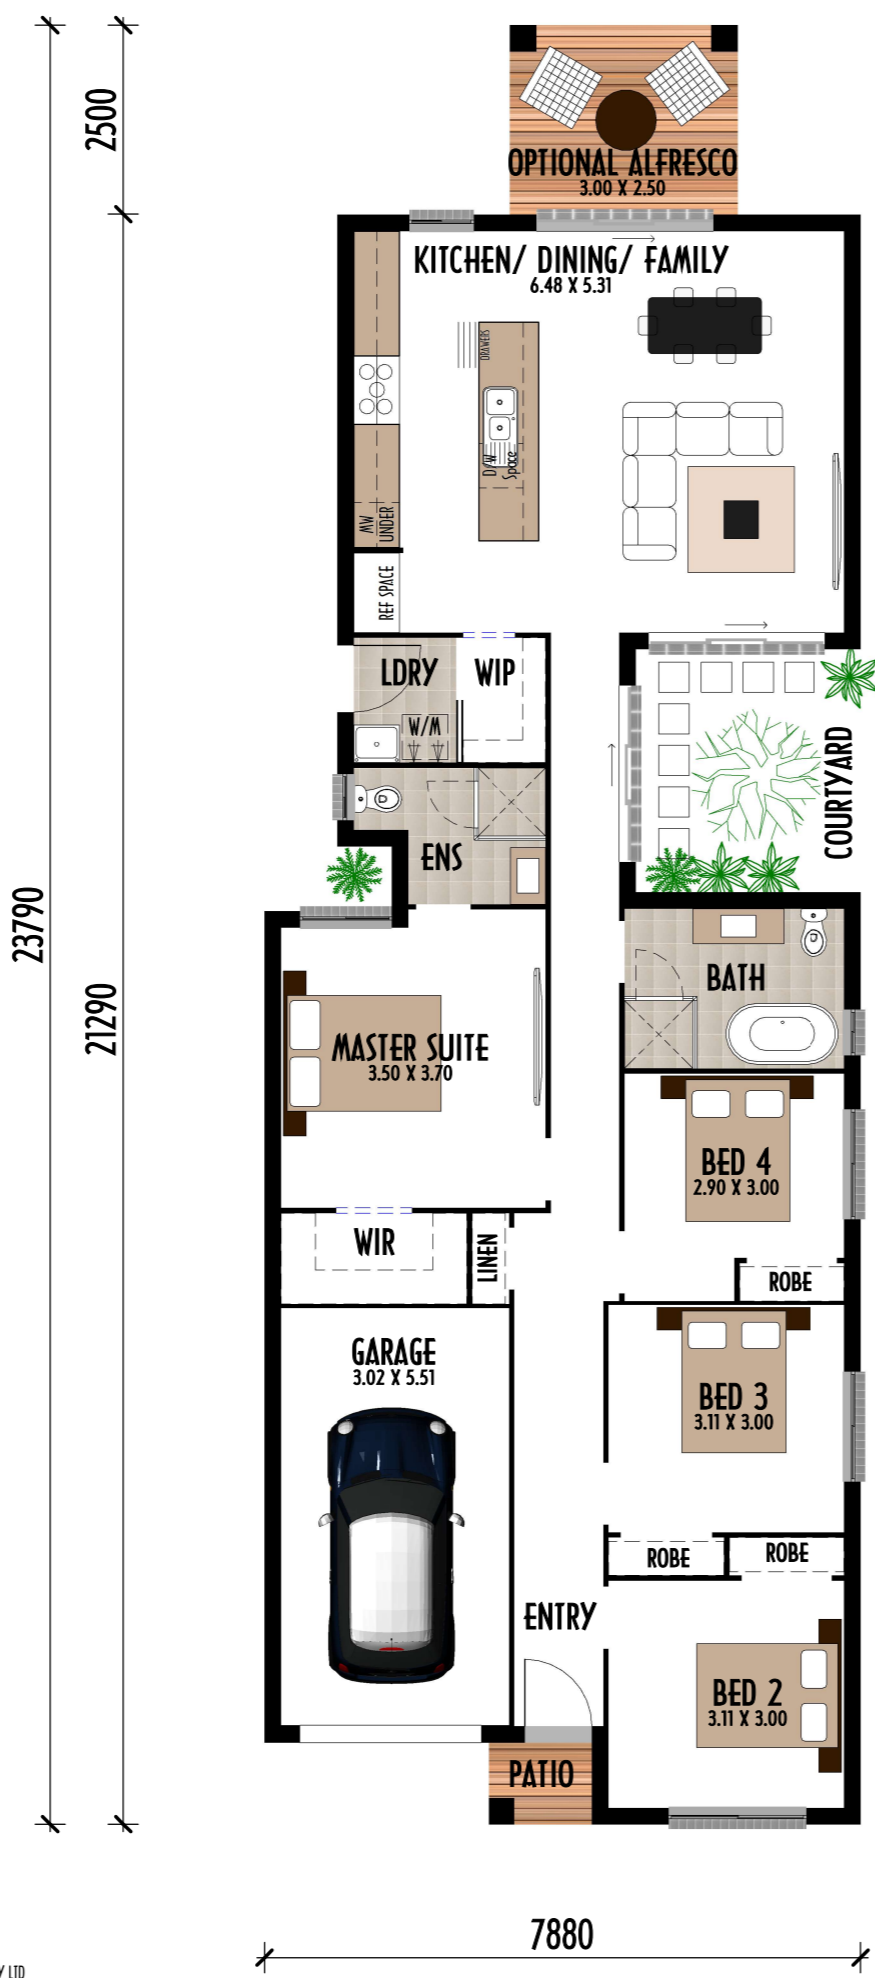 2500
OPTIONAL ALFRESCO
3.00 X 2.50
KITCHEN/ DINING/ FAMILY
6.48 X 5.31
DRAWERS
D/W
Space
MW
UNDER
REF SPACE
LDRY
WIP
W/M
COURTYARD
ENS
23790
21290
BATH
MASTER SUITE
3.50 X 3.70
BED 4
2.90 X 3.00
WIR
LINEN
ROBE
GARAGE
3.02 X 5.51
BED 3
3.11 X 3.00
ROBE
ROBE
ENTRY
BED 2
3.11 X 3.00
PATIO
7880
Y LTD